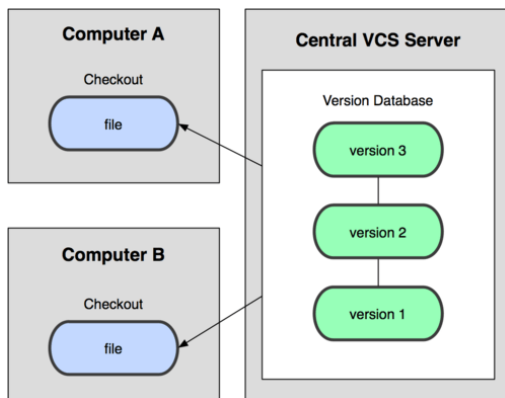 Computer A
Checkout
file
Computer B
Checkout
file
Central VCS Server
Version Database
version 3
version 2
version 1